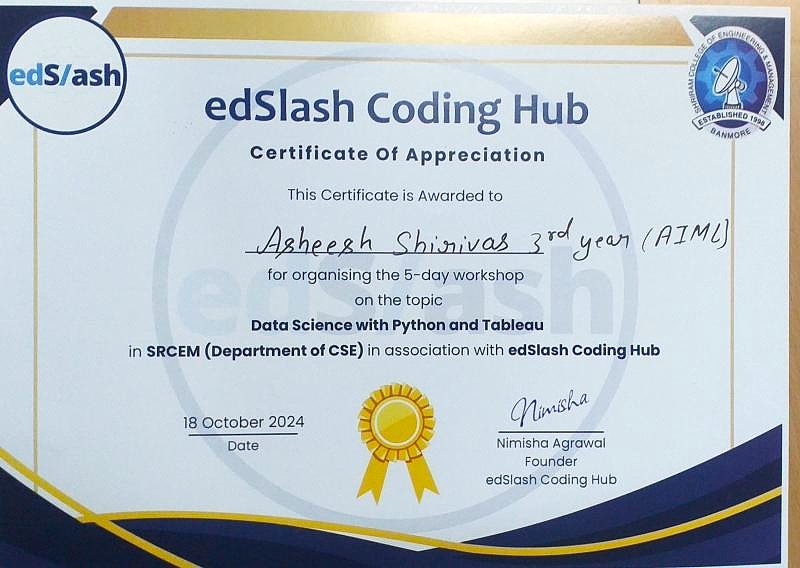 edS/ash
SHRIRAM COLLEGE OF ENGINEERING & MANAGEMENT
ESTABLISHED 1998
BANMORE
edSlash Coding Hub
Certificate Of Appreciation
This Certificate is Awarded to
Asheesh Shirivas 3rd year (AIML)
for organising the 5-day workshop
on the topic
Data Science with Python and Tableau
in SRCEM (Department of CSE) in association with edSlash Coding Hub
18 October 2024
Date
Nimisha
Nimisha Agrawal
Founder
edSlash Coding Hub
edS/ash